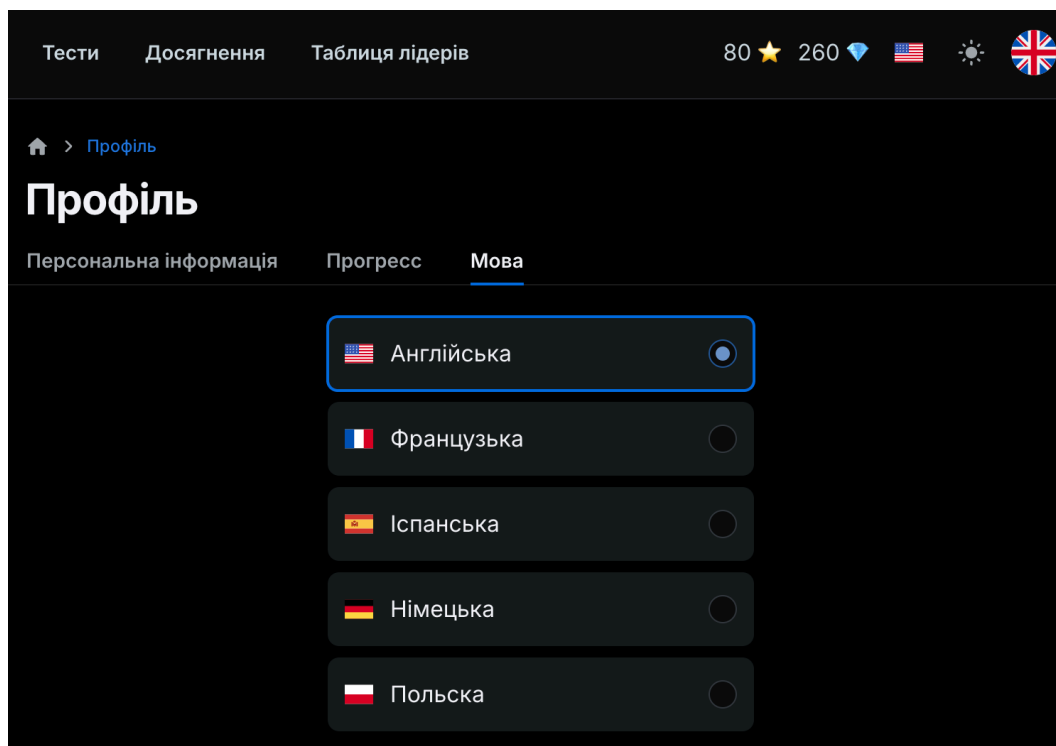 Тести Досягнення Таблиця лідерів 80 ⭐ 260 💎
Профіль
Профіль
Персональна інформація Прогресс Мова
Англійська
Французька
Іспанська
Німецька
Польска